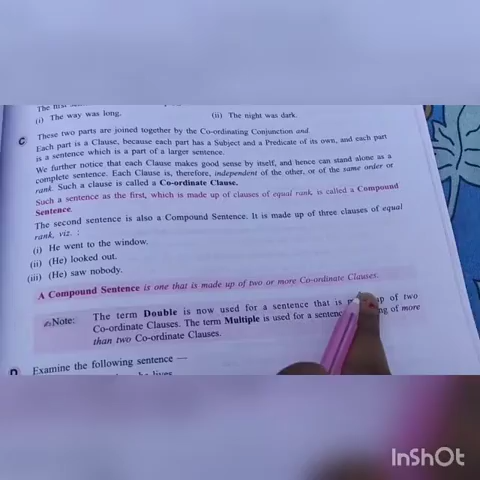 The first
(i) The way was long. (ii) The night was dark.
C These two parts are joined together by the Co-ordinating Conjunction and.
Each part is a Clause, because each part has a Subject and a Predicate of its own, and each part
is a sentence which is a part of a larger sentence.
We further notice that each Clause makes good sense by itself, and hence can stand alone as a
complete sentence. Each Clause is, therefore, independent of the other, or of the same order or
rank. Such a clause is called a Co-ordinate Clause.
Such a sentence as the first, which is made up of clauses of equal rank, is called a Compound
Sentence.
The second sentence is also a Compound Sentence. It is made up of three clauses of equal
rank, viz. :
(i) He went to the window.
(ii) (He) looked out.
(iii) (He) saw nobody.
A Compound Sentence is one that is made up of two or more Co-ordinate Clauses.
✍Note: The term Double is now used for a sentence that is up of two
Co-ordinate Clauses. The term Multiple is used for a of more
than two Co-ordinate Clauses.
D Examine the following sentence —
he lives
InShOt